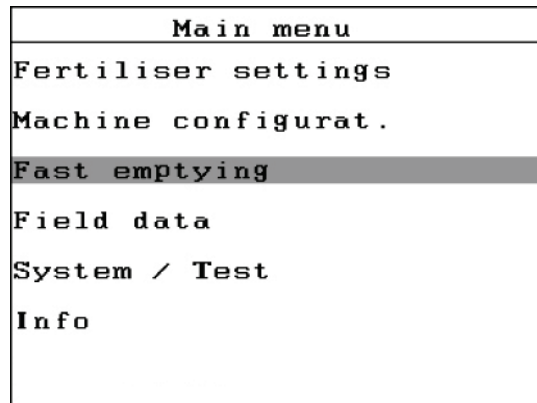 Main menu
Fertiliser settings
Machine configurat.
Fast emptying
Field data
System / Test
Info